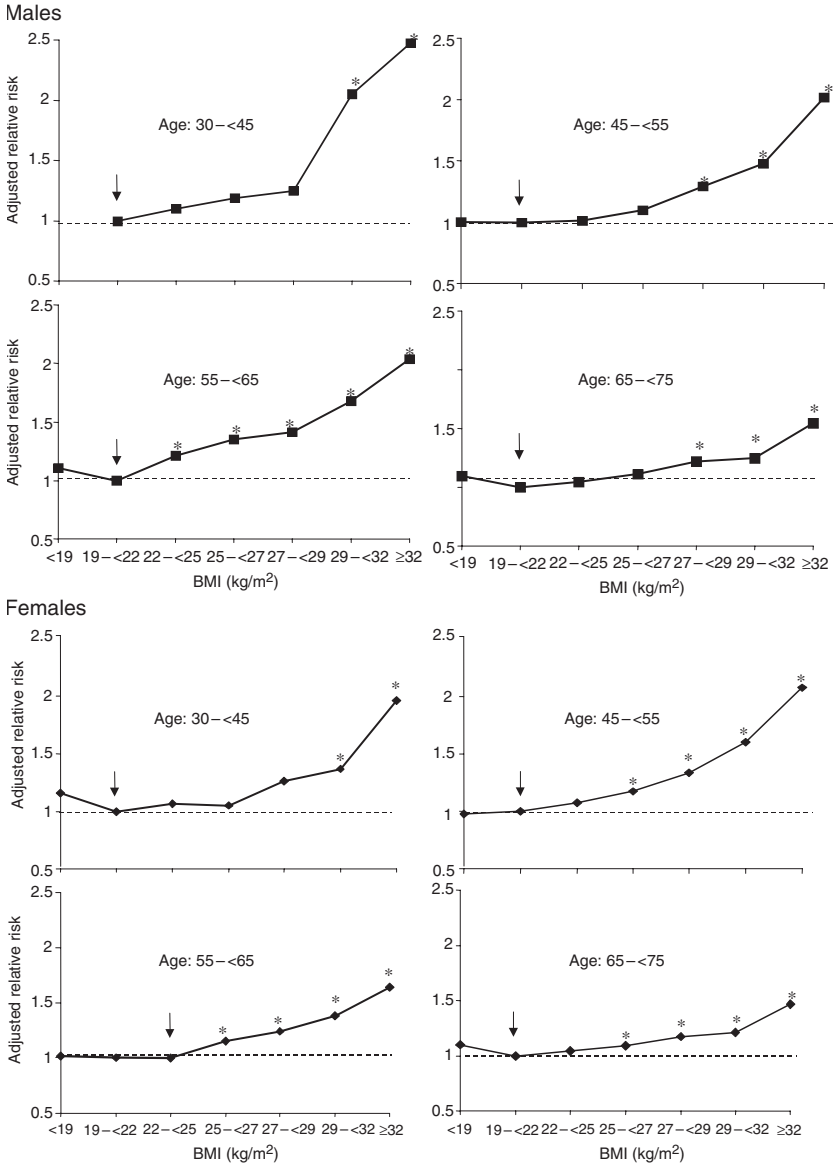 Males
2.5
2
1.5
1
0.5
Adjusted relative risk
Age: 30–<45
*
*
2.5
2
1.5
1
0.5
Age: 45–<55
*
*
*
2.5
2
1.5
1
0.5
Adjusted relative risk
Age: 55–<65
*
*
*
*
*
<19 19–<22 22–<25 25–<27 27–<29 29–<32 ≥32
BMI (kg/m²)
2.5
1.5
0.5
Age: 65–<75
*
*
*
<19 19–<22 22–<25 25–<27 27–<29 29–<32 ≥32
BMI (kg/m²)
Females
2.5
2
1.5
1
0.5
Adjusted relative risk
Age: 30–<45
*
*
2.5
2
1.5
1
0.5
Age: 45–<55
*
*
*
*
2.5
2
1.5
1
0.5
Adjusted relative risk
Age: 55–<65
*
*
*
*
<19 19–<22 22–<25 25–<27 27–<29 29–<32 ≥32
BMI (kg/m²)
2.5
2
1.5
1
0.5
Age: 65–<75
*
*
*
*
<19 19–<22 22–<25 25–<27 27–<29 29–<32 ≥32
BMI (kg/m²)